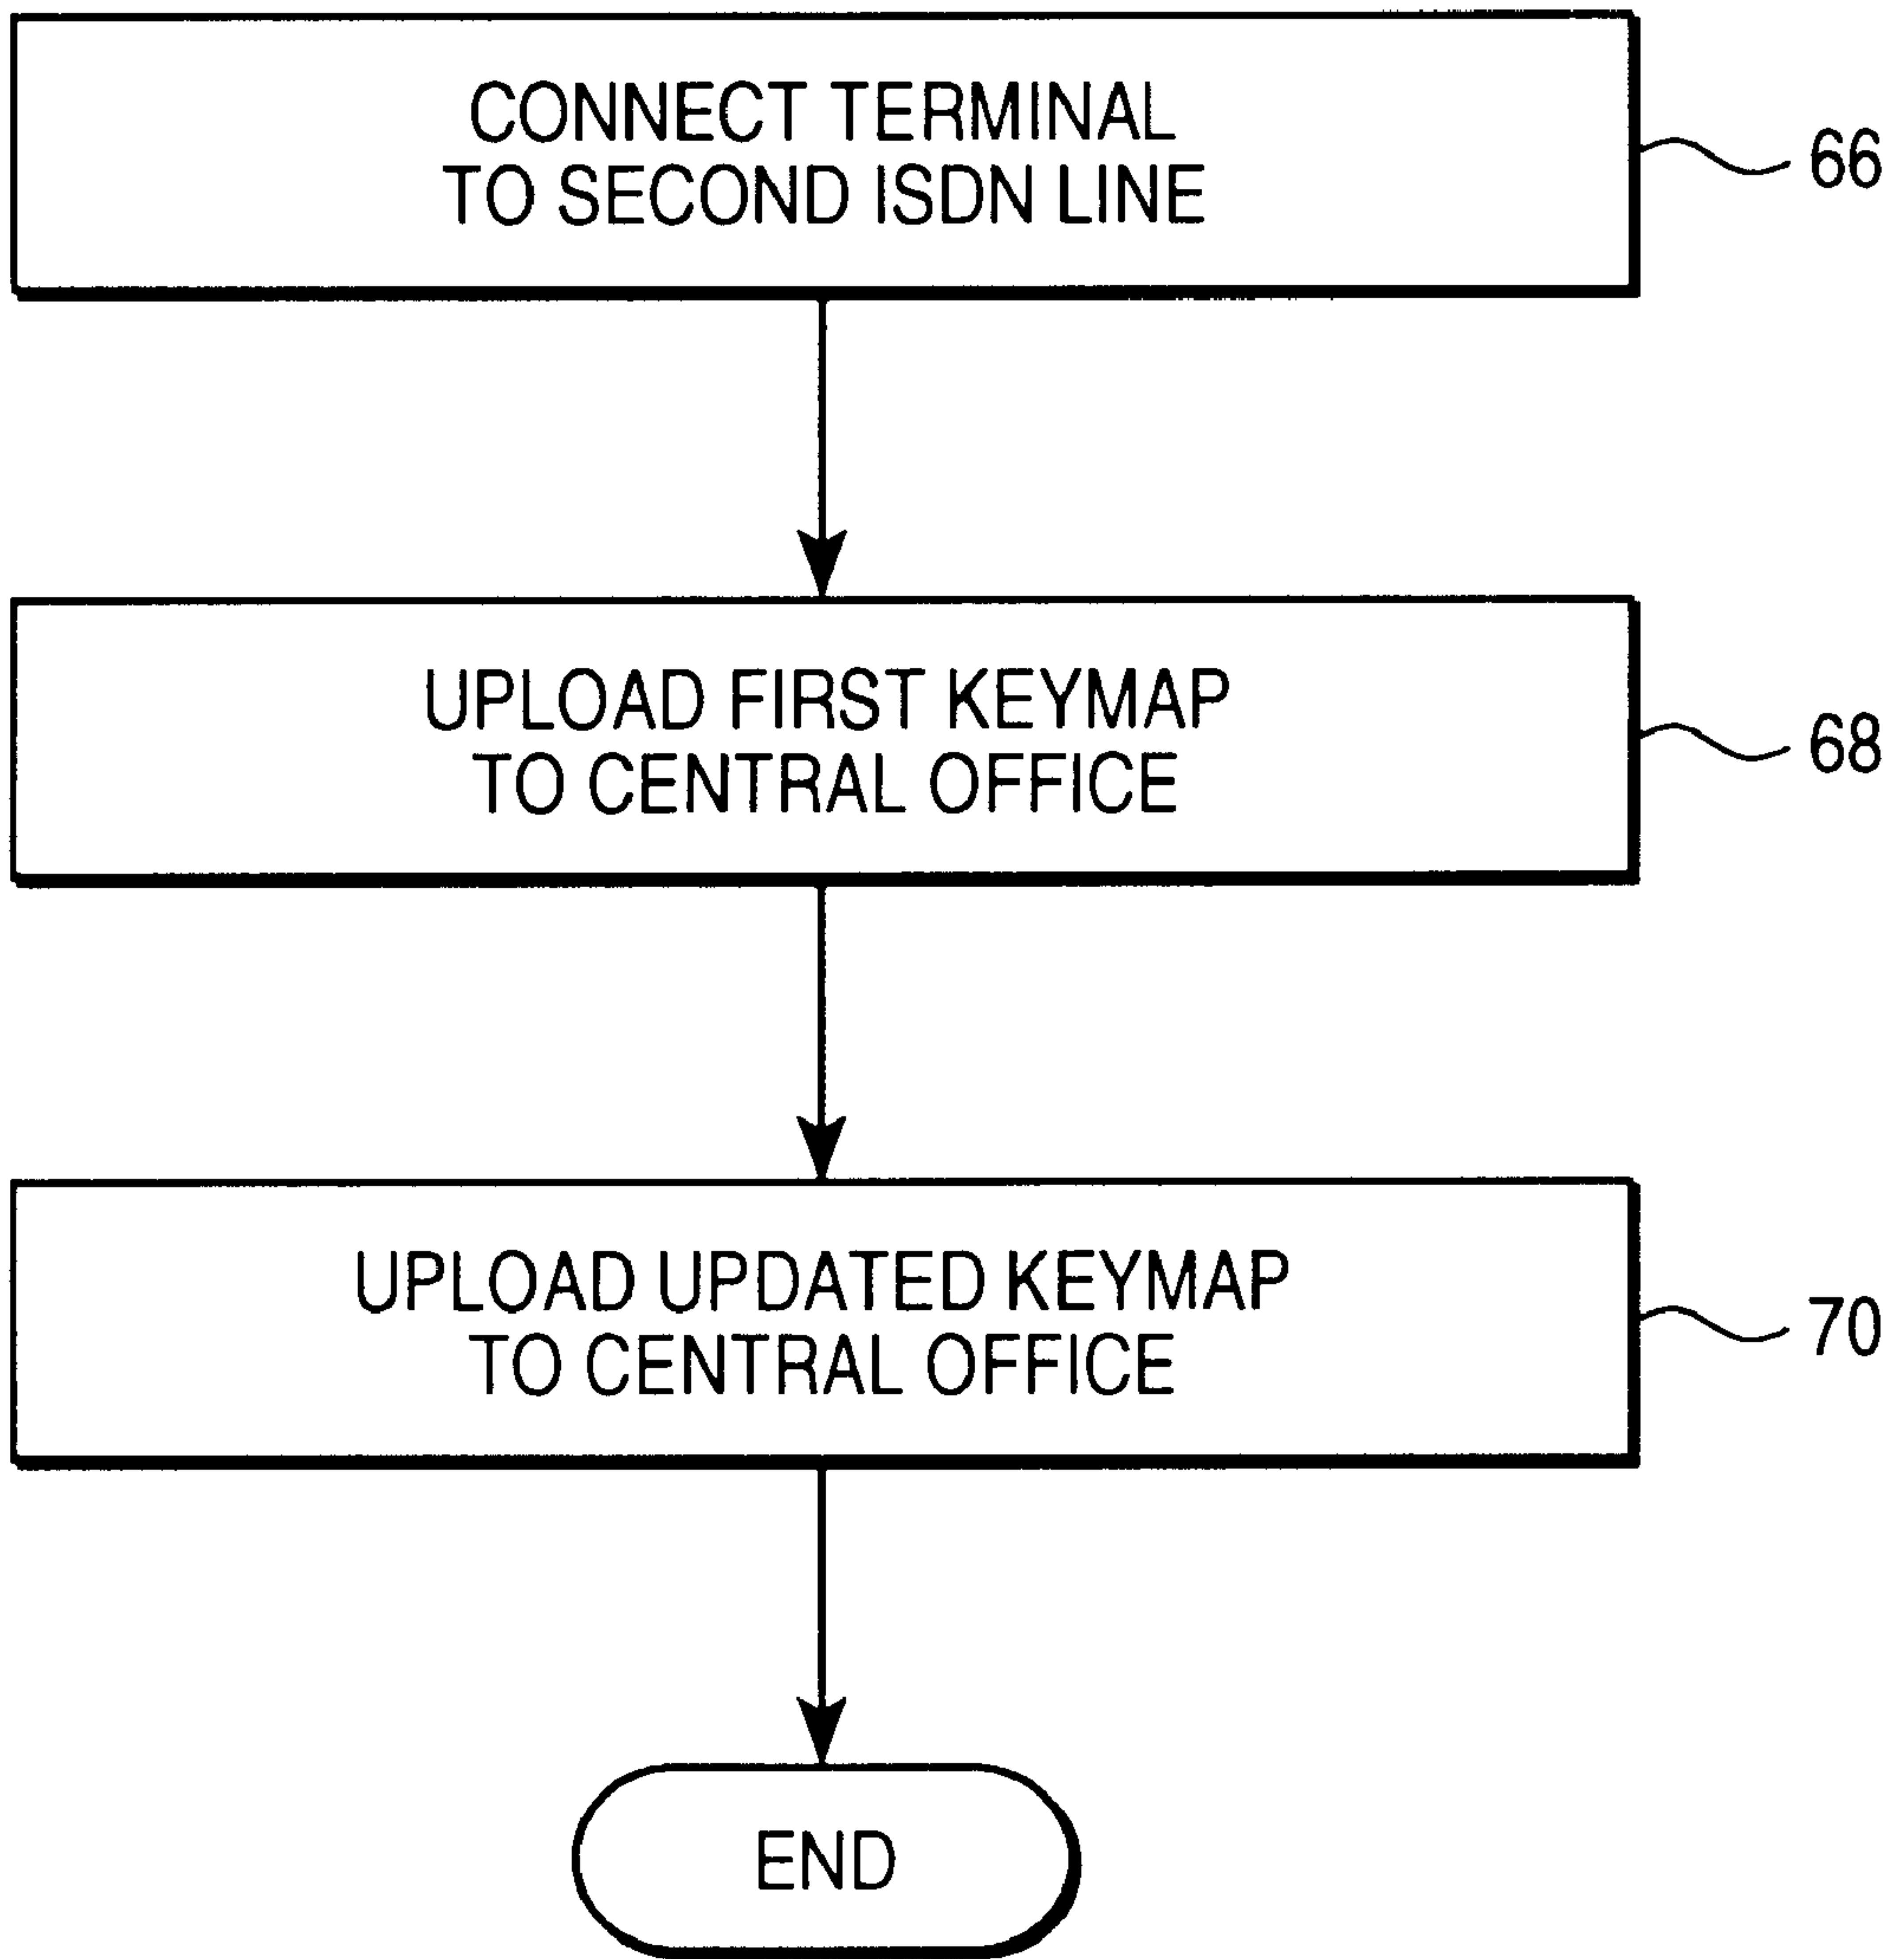 CONNECT TERMINAL
TO SECOND ISDN LINE
66
UPLOAD FIRST KEYMAP
TO CENTRAL OFFICE
68
UPLOAD UPDATED KEYMAP
TO CENTRAL OFFICE
70
END